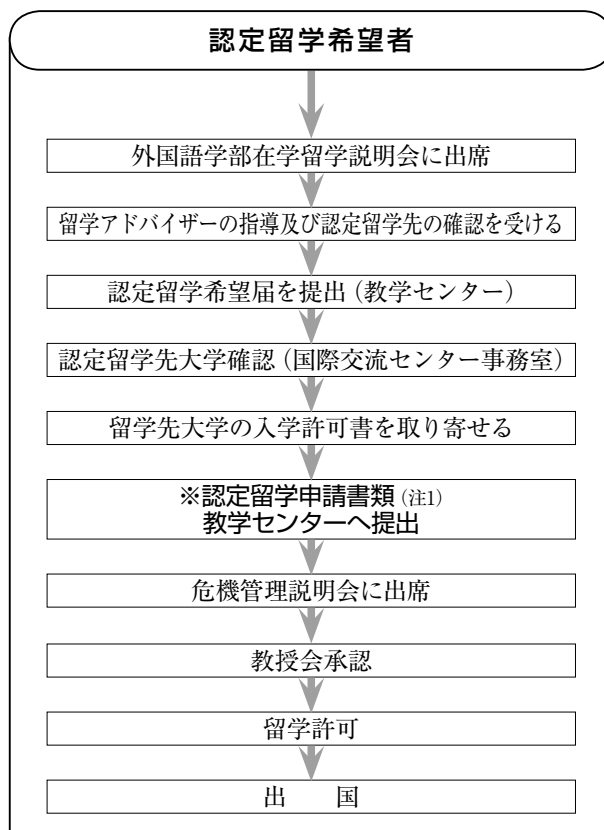 認定留学希望者
外国語学部在学留学説明会に出席
留学アドバイザーの指導及び認定留学先の確認を受ける
認定留学希望届を提出（教学センター）
認定留学先大学確認（国際交流センター事務室）
留学先大学の入学許可書を取り寄せる
※認定留学申請書類（注1）
教学センターへ提出
危機管理説明会に出席
教授会承認
留学許可
出　　国